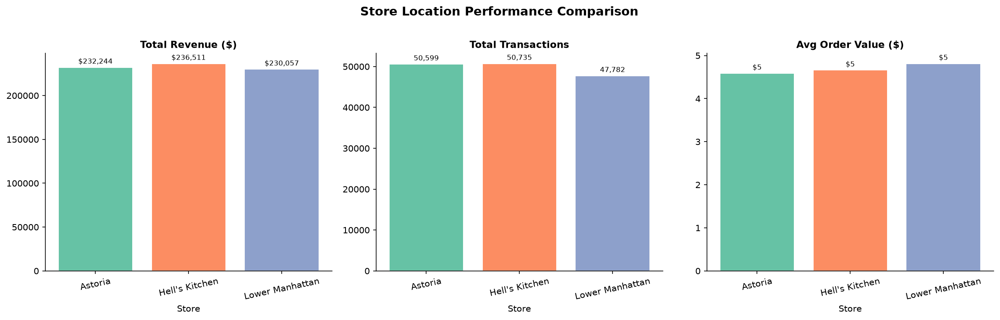 Store Location Performance Comparison
Total Revenue ($)
$232,244
$236,511
$230,057
200000
150000
100000
50000
0
Astoria
Hell's Kitchen
Lower Manhattan
Store
Total Transactions
50,599
50,735
47,782
50000
40000
30000
20000
10000
0
Astoria
Hell's Kitchen
Lower Manhattan
Store
Avg Order Value ($)
$5
$5
$5
5
4
3
2
1
0
Astoria
Hell's Kitchen
Lower Manhattan
Store